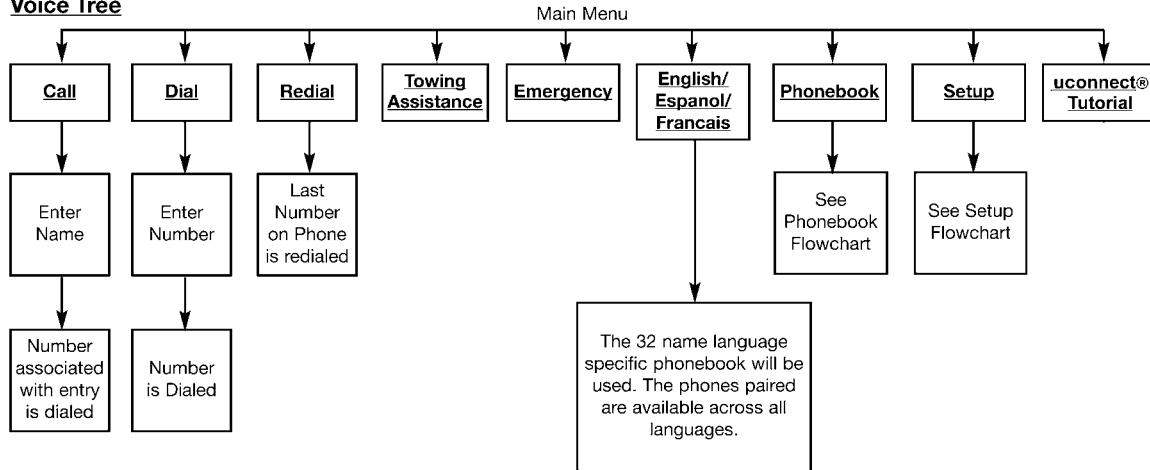 Voice Tree
Main Menu
Call
Dial
Redial
Towing
Assistance
Emergency
English/
Espanol/
Francais
Phonebook
Setup
uconnect®
Tutorial
Enter
Name
Enter
Number
Last
Number
on Phone
is redialed
See
Phonebook
Flowchart
See Setup
Flowchart
Number
associated
with entry
is dialed
Number
is Dialed
The 32 name language
specific phonebook will be
used. The phones paired
are available across all
languages.